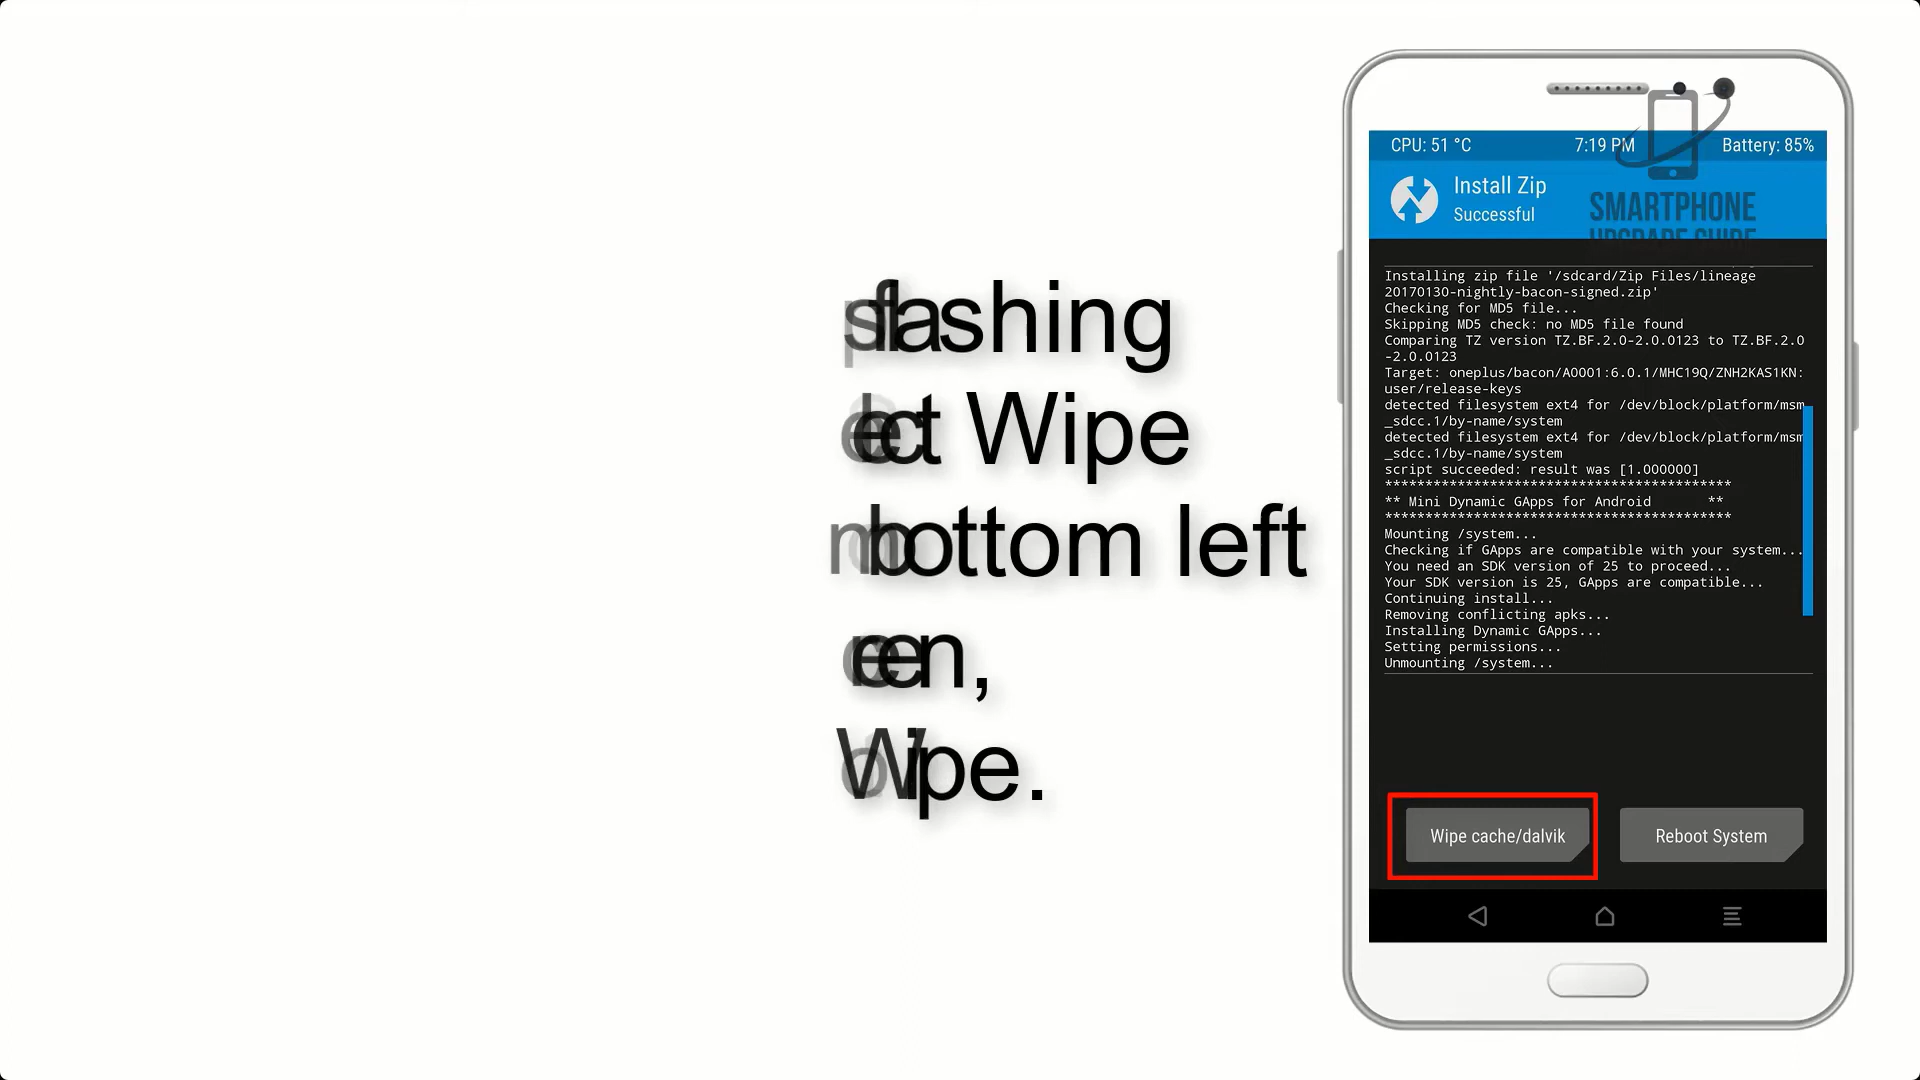 flashing
Wipe
bottom left
Wipe.
CPU: 51 °C 7:19 PM Battery: 85%
Install Zip
Successful
SMARTPHONE
UPGRADE GUIDE
Installing zip file '/sdcard/Zip Files/lineage
20170130-nightly-bacon-signed.zip'
Checking for MD5 file...
Skipping MD5 check: no MD5 file found
Comparing TZ version TZ.BF.2.0-2.0.0123 to TZ.BF.2.0
-2.0.0123
Target: oneplus/bacon/A0001:6.0.1/MHC19Q/ZNH2KAS1KN:
user/release-keys
detected filesystem ext4 for /dev/block/platform/msm
_sdcc.1/by-name/system
detected filesystem ext4 for /dev/block/platform/msm
_sdcc.1/by-name/system
script succeeded: result was [1.000000]
*******************************************
** Mini Dynamic GApps for Android **
*******************************************
Mounting /system...
Checking if GApps are compatible with your system...
You need an SDK version of 25 to proceed...
Your SDK version is 25, GApps are compatible...
Continuing install...
Removing conflicting apks...
Installing Dynamic GApps...
Setting permissions...
Unmounting /system...
Wipe cache/dalvik Reboot System